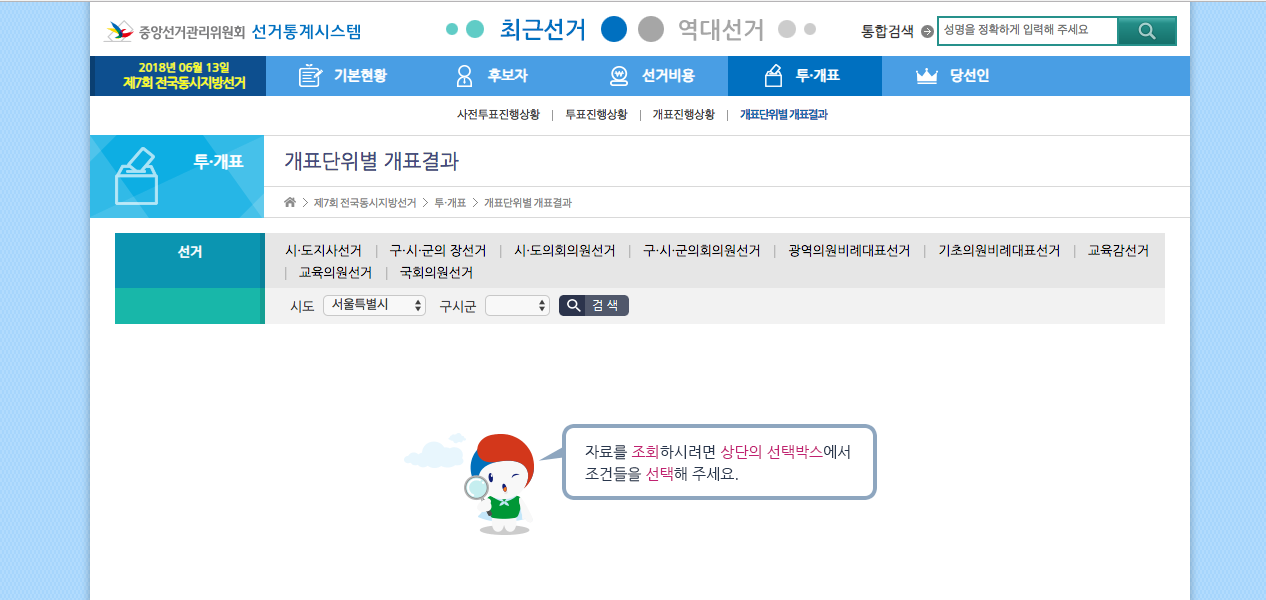 중앙선거관리위원회 선거통계시스템
최근선거
역대선거
통합검색
성명을 정확하게 입력해 주세요
2018년 06월 13일
제7회 전국동시지방선거
기본현황
후보자
선거비용
투·개표
당선인
사전투표진행상황 | 투표진행상황 | 개표진행상황 | 개표단위별 개표결과
투·개표
개표단위별 개표결과
제7회 전국동시지방선거 > 투·개표 > 개표단위별 개표결과
선거
시·도지사선거 | 구·시·군의 장선거 | 시·도의회의원선거 | 구·시·군의회의원선거 | 광역의원비례대표선거 | 기초의원비례대표선거 | 교육감선거
| 교육의원선거 | 국회의원선거
시도 서울특별시 구시군 검색
자료를 조회하시려면 상단의 선택박스에서
조건들을 선택해 주세요.